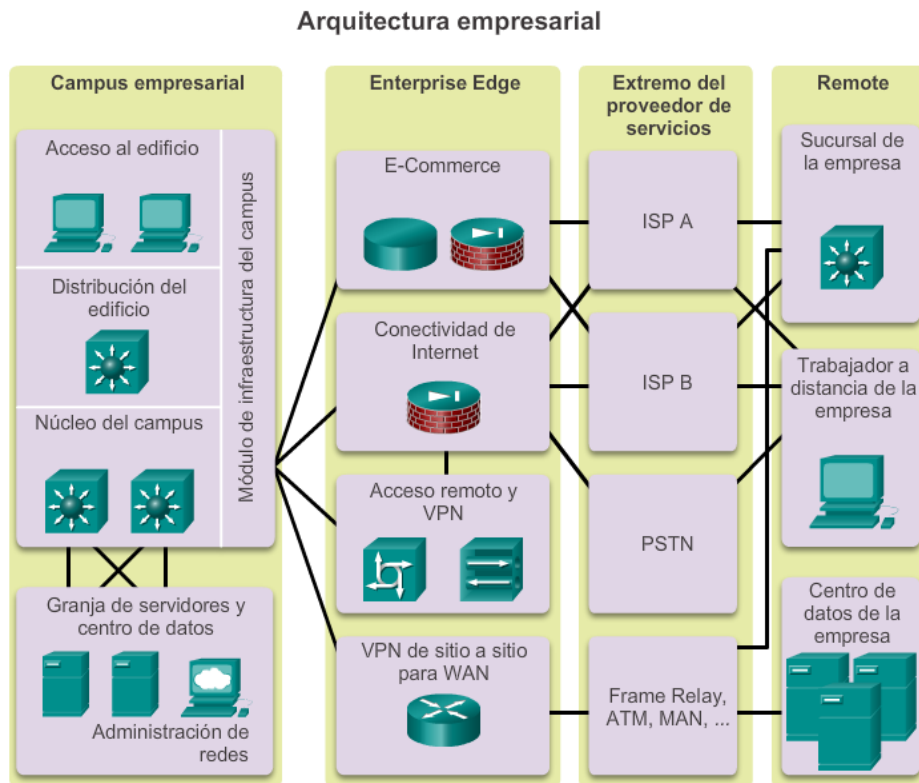 Arquitectura empresarial
Campus empresarial
Acceso al edificio
Distribución del
edificio
Núcleo del campus
Módulo de infraestructura del campus
Granja de servidores y
centro de datos
Administración de
redes
Enterprise Edge
E-Commerce
Conectividad de
Internet
Acceso remoto y
VPN
VPN de sitio a sitio
para WAN
Extremo del
proveedor de
servicios
ISP A
ISP B
PSTN
Frame Relay,
ATM, MAN, ...
Remote
Sucursal de
la empresa
Trabajador a
distancia de la
empresa
Centro de
datos de la
empresa